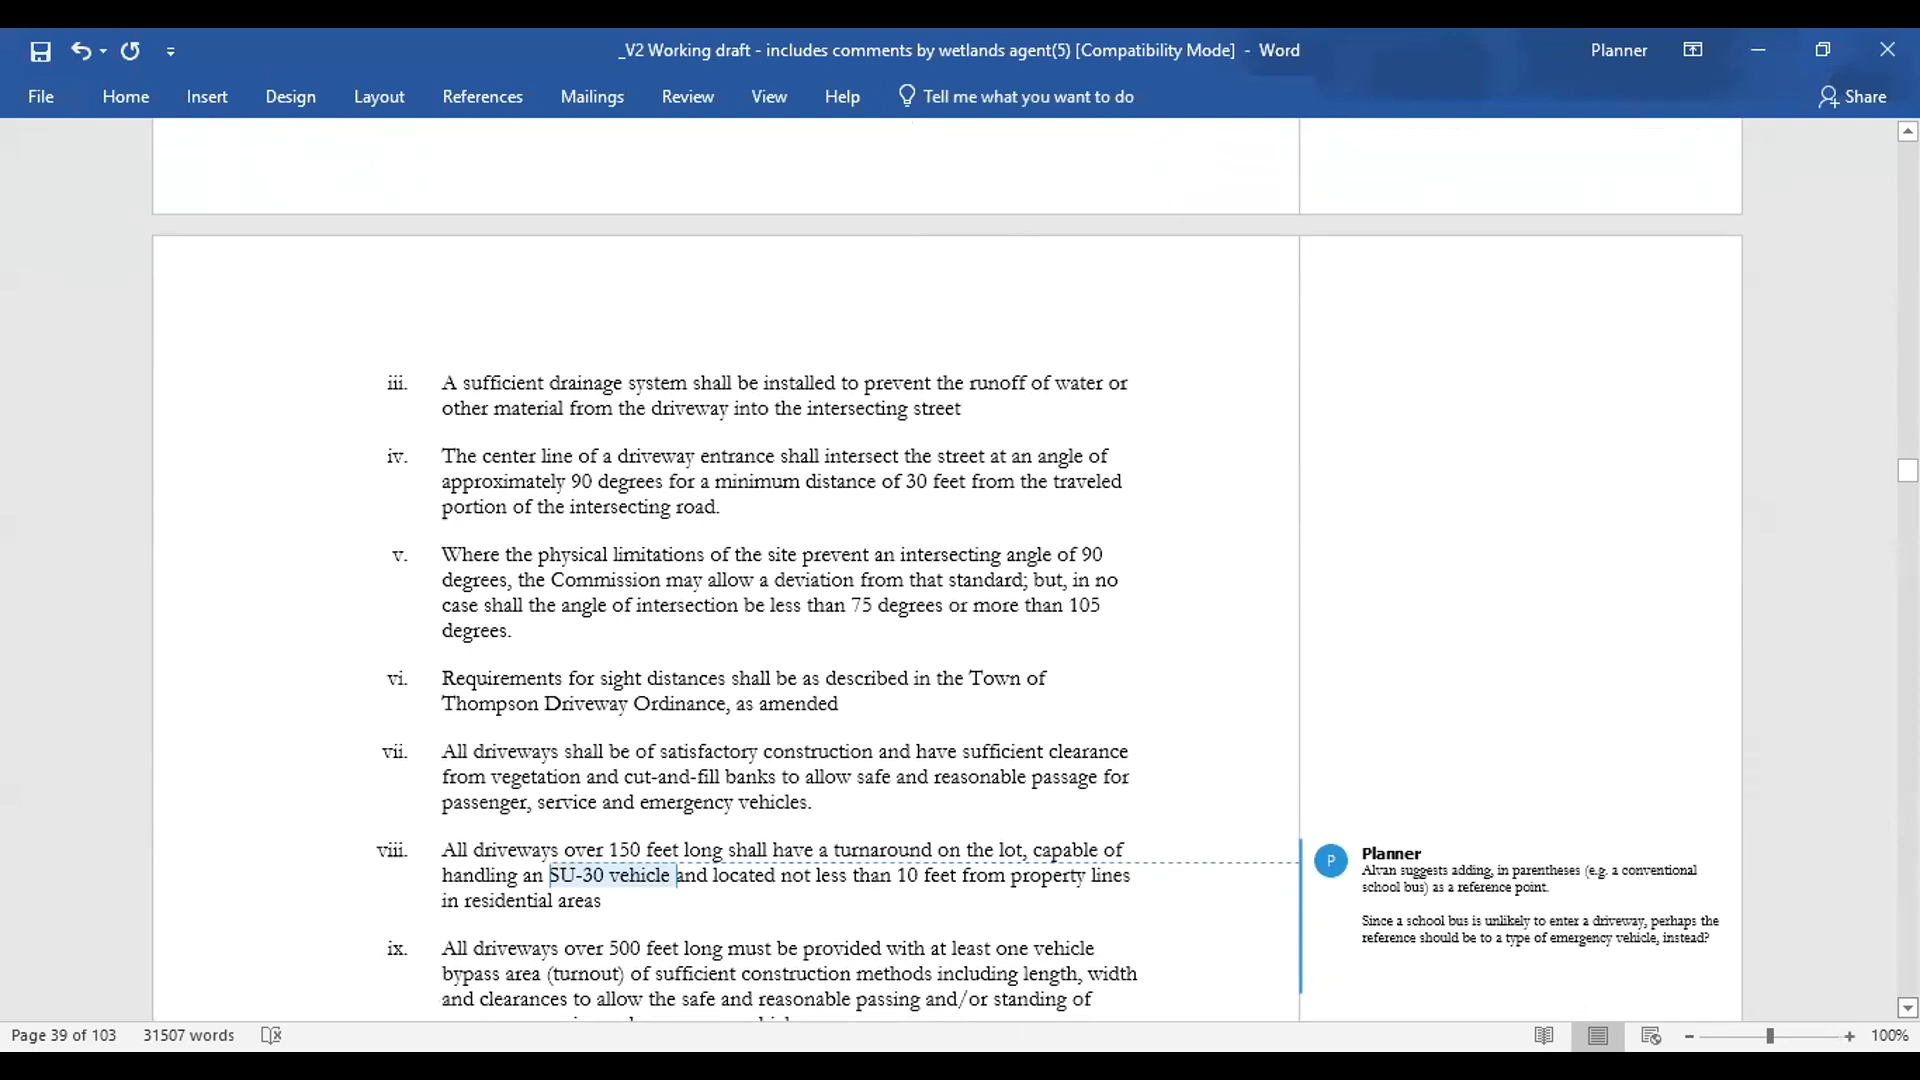 _V2 Working draft - includes comments by wetlands agent(5) [Compatibility Mode] - Word
Planner
File Home Insert Design Layout References Mailings Review View Help Tell me what you want to do Share
iii. A sufficient drainage system shall be installed to prevent the runoff of water or
other material from the driveway into the intersecting street
iv. The center line of a driveway entrance shall intersect the street at an angle of
approximately 90 degrees for a minimum distance of 30 feet from the traveled
portion of the intersecting road.
v. Where the physical limitations of the site prevent an intersecting angle of 90
degrees, the Commission may allow a deviation from that standard; but, in no
case shall the angle of intersection be less than 75 degrees or more than 105
degrees.
vi. Requirements for sight distances shall be as described in the Town of
Thompson Driveway Ordinance, as amended
vii. All driveways shall be of satisfactory construction and have sufficient clearance
from vegetation and cut-and-fill banks to allow safe and reasonable passage for
passenger, service and emergency vehicles.
viii. All driveways over 150 feet long shall have a turnaround on the lot, capable of
handling an SU-30 vehicle and located not less than 10 feet from property lines
in residential areas
ix. All driveways over 500 feet long must be provided with at least one vehicle
bypass area (turnout) of sufficient construction methods including length, width
and clearances to allow the safe and reasonable passing and/or standing of
P
Planner
Alvan suggests adding, in parentheses (e.g. a conventional
school bus) as a reference point.
Since a school bus is unlikely to enter a driveway, perhaps the
reference should be to a type of emergency vehicle, instead?
Page 39 of 103 31507 words 100%